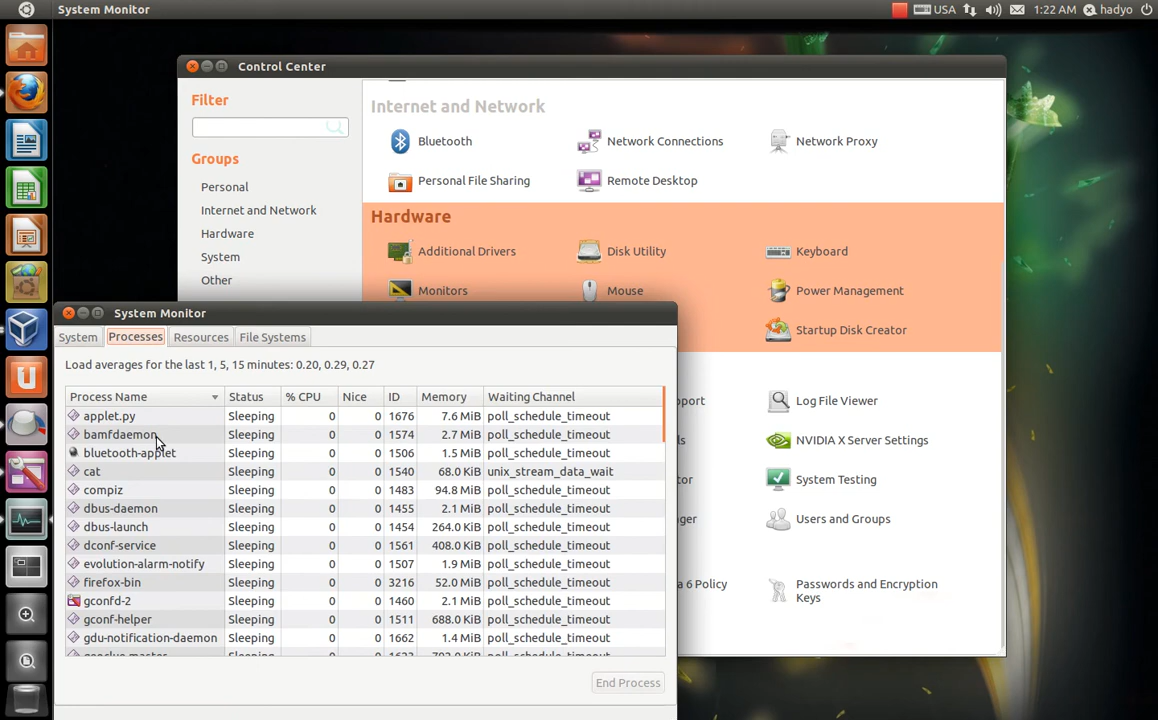 System Monitor
USA
1:22 AM
hadyo
Control Center
Filter
Groups
Personal
Internet and Network
Hardware
System
Other
Internet and Network
Bluetooth
Network Connections
Network Proxy
Personal File Sharing
Remote Desktop
Hardware
Additional Drivers
Disk Utility
Keyboard
Monitors
Mouse
Power Management
Startup Disk Creator
pport
Log File Viewer
ls
NVIDIA X Server Settings
tor
System Testing
ger
Users and Groups
a 6 Policy
Passwords and Encryption
Keys
System Monitor
System
Processes
Resources
File Systems
Load averages for the last 1, 5, 15 minutes: 0.20, 0.29, 0.27
Process Name Status % CPU Nice ID Memory Waiting Channel
applet.py Sleeping 0 0 1676 7.6 MiB poll_schedule_timeout
bamfdaemon Sleeping 0 0 1574 2.7 MiB poll_schedule_timeout
bluetooth-applet Sleeping 0 0 1506 1.5 MiB poll_schedule_timeout
cat Sleeping 0 0 1540 68.0 KiB unix_stream_data_wait
compiz Sleeping 0 0 1483 94.8 MiB poll_schedule_timeout
dbus-daemon Sleeping 0 0 1455 2.1 MiB poll_schedule_timeout
dbus-launch Sleeping 0 0 1454 264.0 KiB poll_schedule_timeout
dconf-service Sleeping 0 0 1561 408.0 KiB poll_schedule_timeout
evolution-alarm-notify Sleeping 0 0 1507 1.9 MiB poll_schedule_timeout
firefox-bin Sleeping 0 0 3216 52.0 MiB poll_schedule_timeout
gconfd-2 Sleeping 0 0 1460 2.1 MiB poll_schedule_timeout
gconf-helper Sleeping 0 0 1511 688.0 KiB poll_schedule_timeout
gdu-notification-daemon Sleeping 0 0 1662 1.4 MiB poll_schedule_timeout
End Process